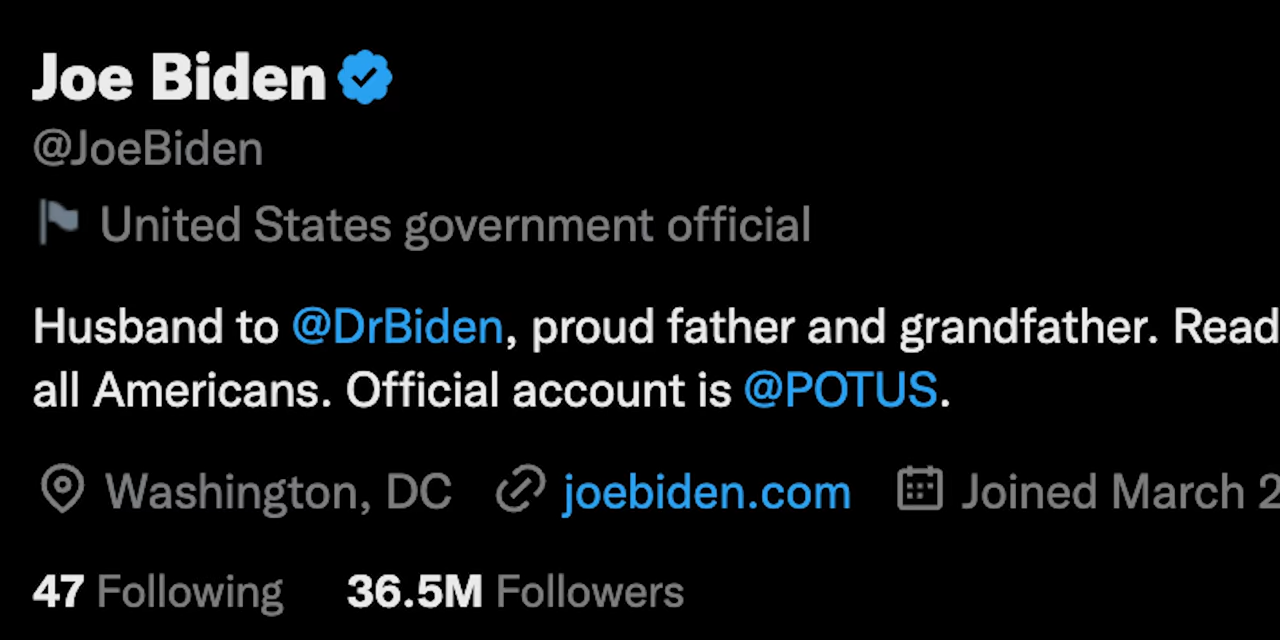 Joe Biden
@JoeBiden
United States government official
Husband to @DrBiden, proud father and grandfather. Read
all Americans. Official account is @POTUS.
Washington, DC joebiden.com Joined March 2
47 Following 36.5M Followers